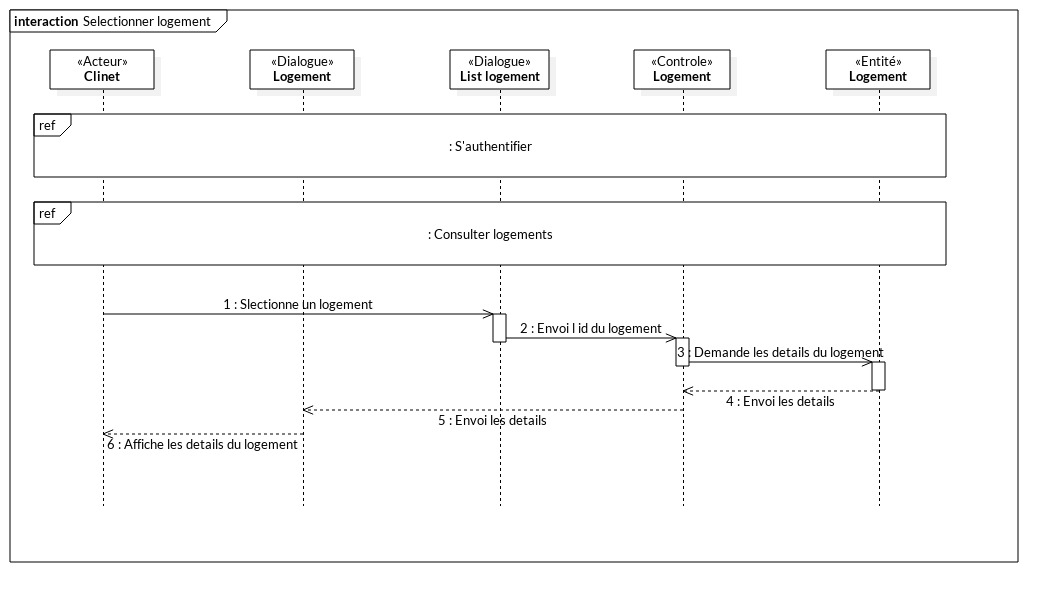 interaction Selectionner logement
«Acteur»
Clinet
«Dialogue»
Logement
«Dialogue»
List logement
«Controle»
Logement
«Entité»
Logement
ref
: S'authentifier
ref
: Consulter logements
1 : Slectionne un logement
2 : Envoi l id du logement
3 : Demande les details du logement
4 : Envoi les details
5 : Envoi les details
6 : Affiche les details du logement